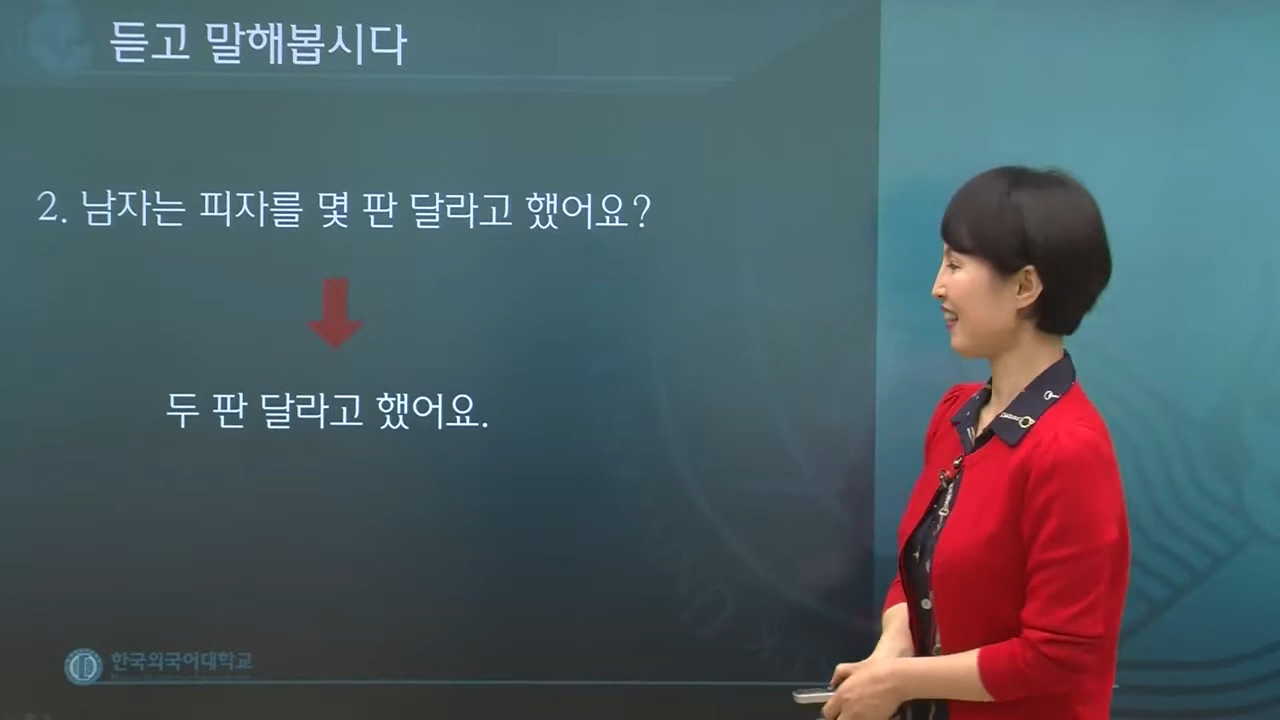 듣고 말해봅시다
2. 남자는 피자를 몇 판 달라고 했어요?
두 판 달라고 했어요.
한국외국어대학교